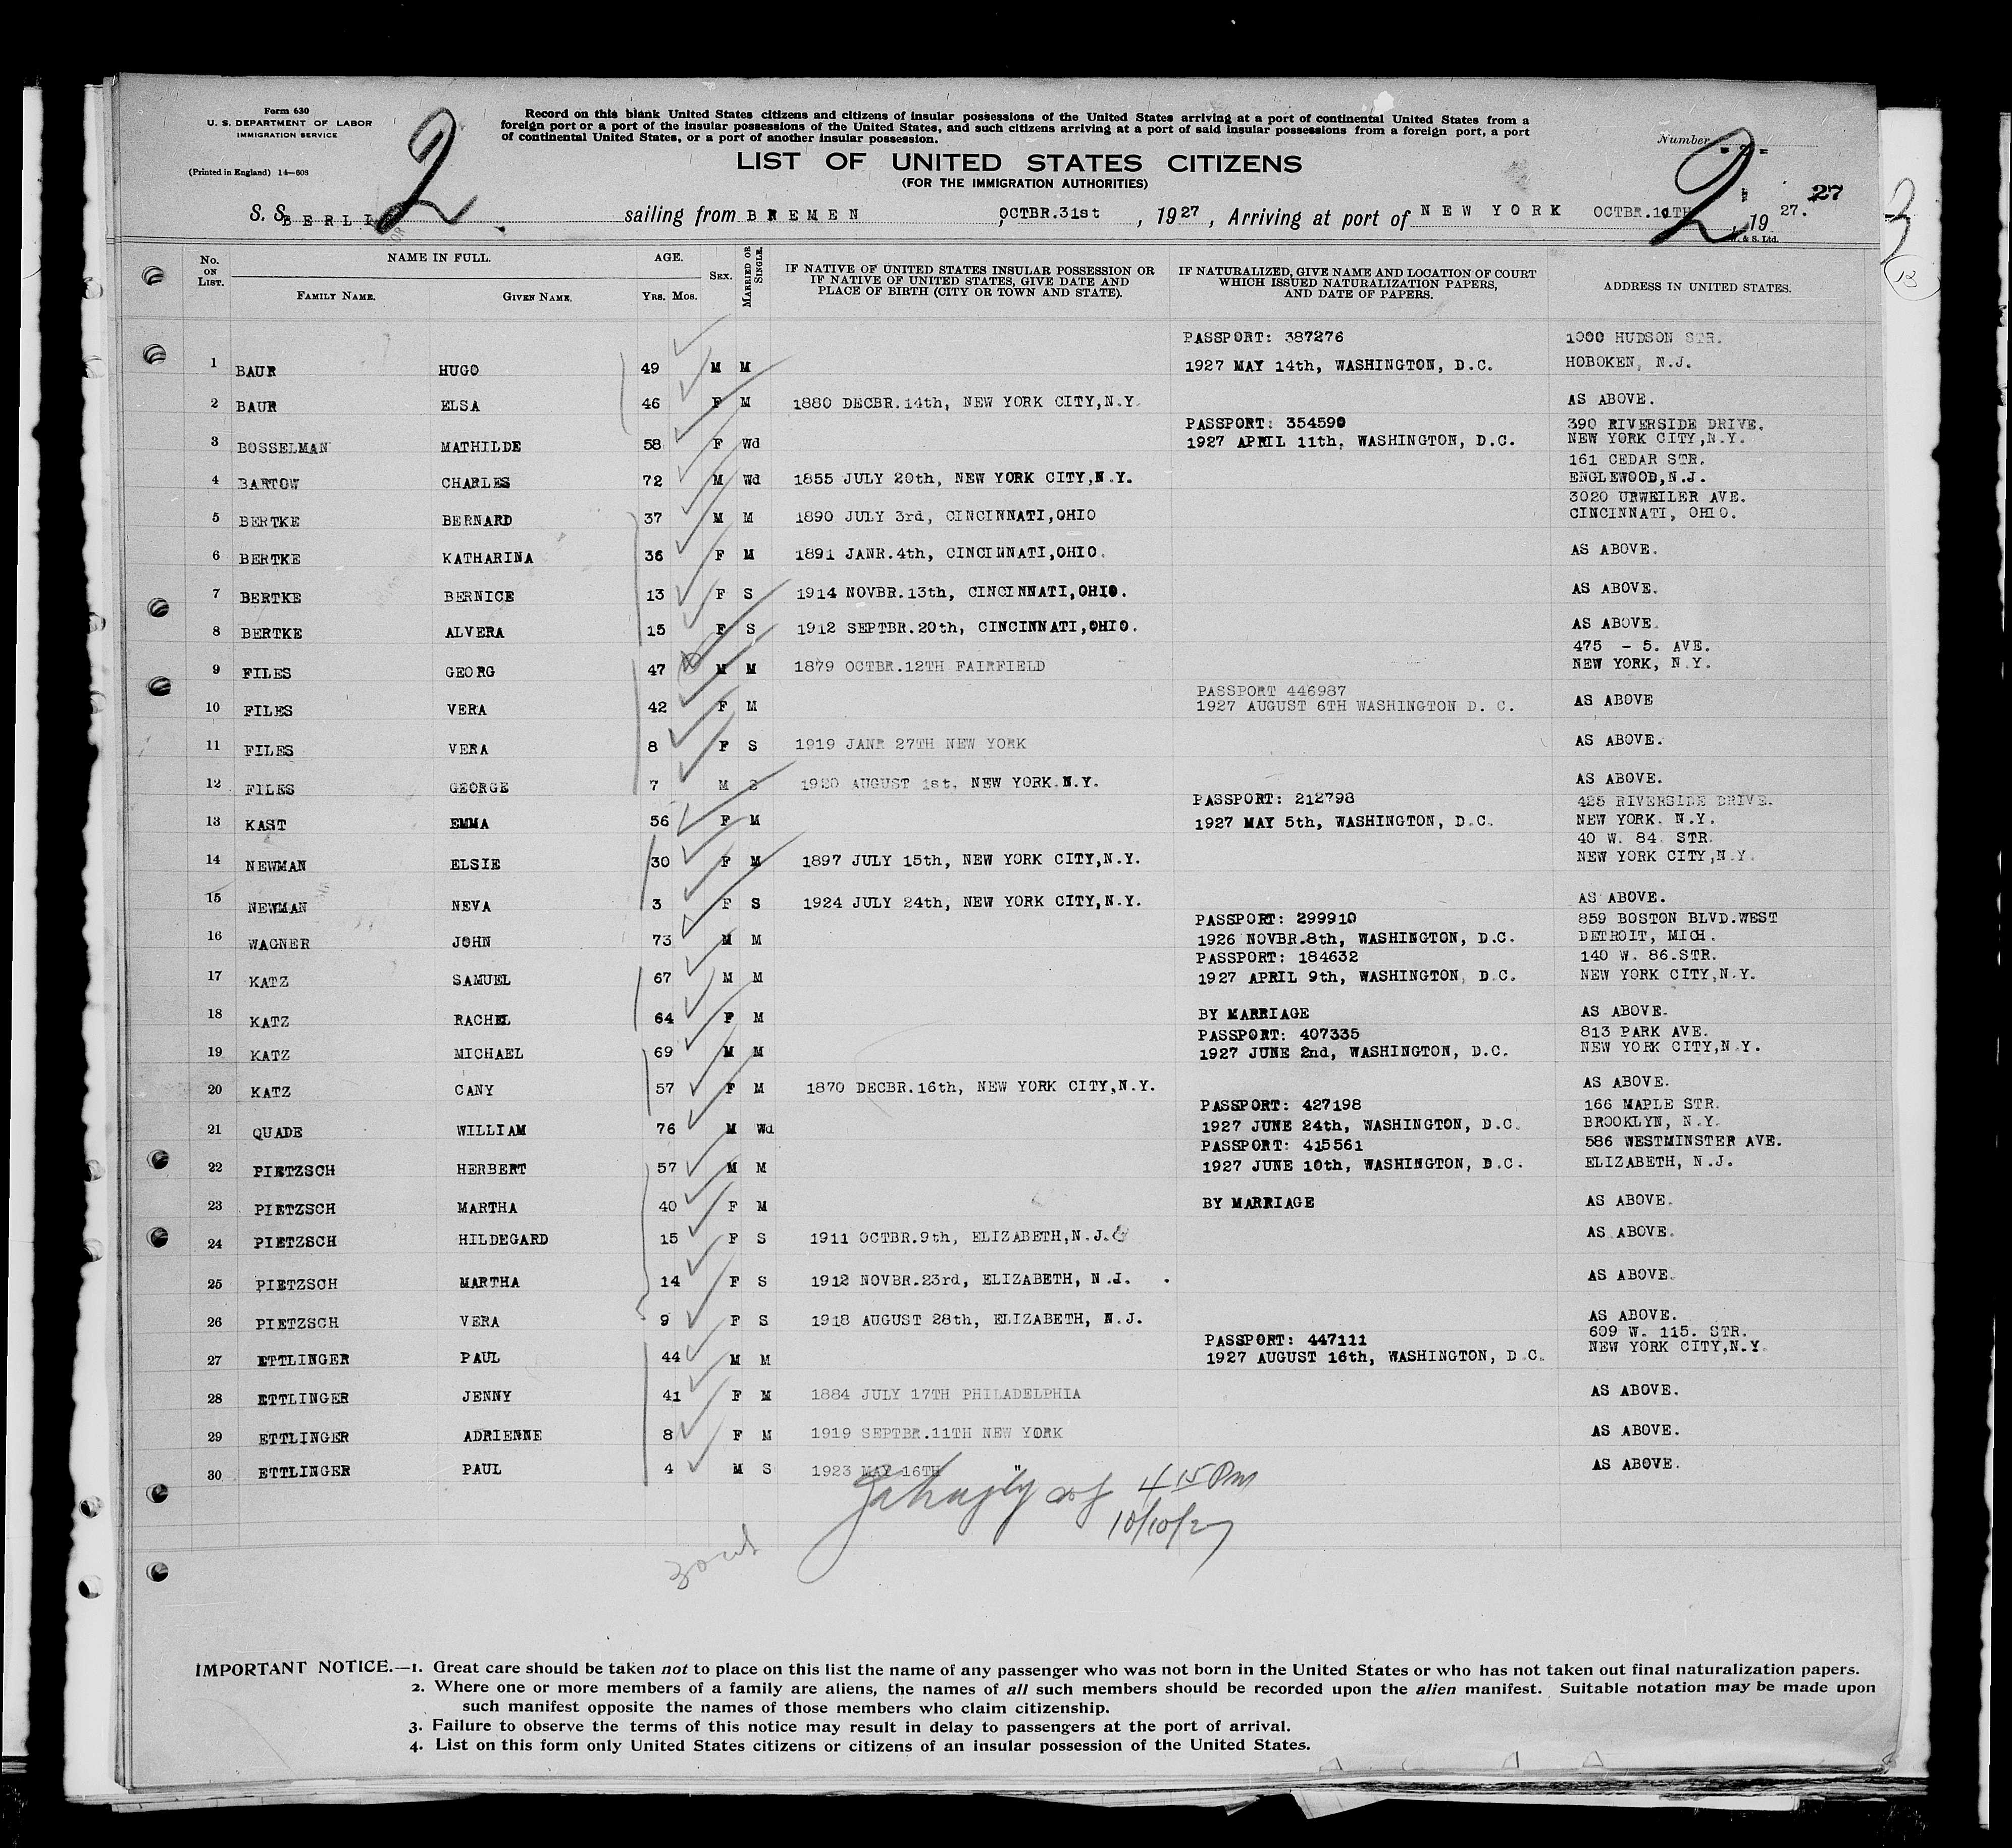 Form 630
U. S. DEPARTMENT OF LABOR
IMMIGRATION SERVICE
(Printed in England) 14—608
2
Record on this blank United States citizens and citizens of insular possessions of the United States arriving at a port of continental United States from a
foreign port or a port of the insular possessions of the United States, and such citizens arriving at a port of said insular possessions from a foreign port, a port
of continental United States, or a port of another insular possession.
LIST OF UNITED STATES CITIZENS
(FOR THE IMMIGRATION AUTHORITIES)
Number - 2 -
2
27
3
13
S. S. BERLI sailing from BREMEN, OCTBR.31st, 1927, Arriving at port of NEW YORK OCTBR.10TH, 19 27.
& S. Ltd.
No. ON LIST. NAME IN FULL. AGE. SEX. MARRIED OR SINGLE. IF NATIVE OF UNITED STATES INSULAR POSSESSION OR IF NATIVE OF UNITED STATES, GIVE DATE AND PLACE OF BIRTH (CITY OR TOWN AND STATE). IF NATURALIZED, GIVE NAME AND LOCATION OF COURT WHICH ISSUED NATURALIZATION PAPERS, AND DATE OF PAPERS. ADDRESS IN UNITED STATES.
FAMILY NAME. GIVEN NAME. YRS. MOS.
PASSPORT: 387276 1000 HUDSON STR.
1 BAUR HUGO 49 M M 1927 MAY 14th, WASHINGTON, D.C. HOBOKEN, N.J.
2 BAUR ELSA 46 F M 1880 DECBR.14th, NEW YORK CITY,N.Y. AS ABOVE.
PASSPORT: 354590 390 RIVERSIDE DRIVE.
3 BOSSELMAN MATHILDE 58 F Wd 1927 APRIL 11th, WASHINGTON, D.C. NEW YORK CITY,N.Y.
161 CEDAR STR.
4 BARTOW CHARLES 72 M Wd 1855 JULY 20th, NEW YORK CITY,N.Y. ENGLEWOOD,N.J.
3020 URWEILER AVE.
5 BERTKE BERNARD 37 M M 1890 JULY 3rd, CINCINNATI,OHIO CINCINNATI, OHIO.
6 BERTKE KATHARINA 36 F M 1891 JANR.4th, CINCINNATI,OHIO. AS ABOVE.
7 BERTKE BERNICE 13 F S 1914 NOVBR.13th, CINCINNATI,OHIO. AS ABOVE.
8 BERTKE ALVERA 15 F S 1912 SEPTBR.20th, CINCINNATI,OHIO. AS ABOVE.
475 - 5. AVE.
9 FILES GEORG 47 M M 1879 OCTBR.12TH FAIRFIELD NEW YORK, N.Y.
PASSPORT 446987
10 FILES VERA 42 F M 1927 AUGUST 6TH WASHINGTON D. C. AS ABOVE
11 FILES VERA 8 F S 1919 JANR 27TH NEW YORK AS ABOVE.
12 FILES GEORGE 7 M S 1920 AUGUST 1st, NEW YORK.N.Y. AS ABOVE.
PASSPORT: 212798 425 RIVERSIDE DRIVE.
13 KAST EMMA 56 F M 1927 MAY 5th, WASHINGTON, D.C. NEW YORK. N.Y.
40 W. 84. STR.
14 NEWMAN ELSIE 30 F M 1897 JULY 15th, NEW YORK CITY,N.Y. NEW YORK CITY,N.Y.
15 NEWMAN NEVA 3 F S 1924 JULY 24th, NEW YORK CITY,N.Y. AS ABOVE.
PASSPORT: 299910 859 BOSTON BLVD.WEST
16 WAGNER JOHN 73 M M 1926 NOVBR.8th, WASHINGTON, D.C. DETROIT, MICH.
PASSPORT: 184632 140 W. 86.STR.
17 KATZ SAMUEL 67 M M 1927 APRIL 9th, WASHINGTON, D.C. NEW YORK CITY,N.Y.
18 KATZ RACHEL 64 F M BY MARRIAGE AS ABOVE.
PASSPORT: 407335 813 PARK AVE.
19 KATZ MICHAEL 69 M M 1927 JUNE 2nd, WASHINGTON, D.C. NEW YORK CITY,N.Y.
20 KATZ CANY 57 F M 1870 DECBR.16th, NEW YORK CITY,N.Y. AS ABOVE.
PASSPORT: 427198 166 MAPLE STR.
21 QUADE WILLIAM 76 M Wd 1927 JUNE 24th, WASHINGTON, D.C. BROOKLYN, N.Y.
PASSPORT: 415561 586 WESTMINSTER AVE.
22 PIETZSCH HERBERT 57 M M 1927 JUNE 10th, WASHINGTON, D.C. ELIZABETH, N.J.
23 PIETZSCH MARTHA 40 F M BY MARRIAGE AS ABOVE.
24 PIETZSCH HILDEGARD 15 F S 1911 OCTBR.9th, ELIZABETH,N.J. AS ABOVE.
25 PIETZSCH MARTHA 14 F S 1912 NOVBR.23rd, ELIZABETH, N.J. AS ABOVE.
26 PIETZSCH VERA 9 F S 1918 AUGUST 28th, ELIZABETH, N.J. AS ABOVE.
PASSPORT: 447111 609 W. 115. STR.
27 ETTLINGER PAUL 44 M M 1927 AUGUST 16th, WASHINGTON, D.C. NEW YORK CITY,N.Y.
28 ETTLINGER JENNY 41 F M 1884 JULY 17TH PHILADELPHIA AS ABOVE.
29 ETTLINGER ADRIENNE 8 F M 1919 SEPTBR.11TH NEW YORK AS ABOVE.
30 ETTLINGER PAUL 4 M S 1923 MAY 16TH " AS ABOVE.
4 15 Pm
10/10/27
IMPORTANT NOTICE.—1. Great care should be taken not to place on this list the name of any passenger who was not born in the United States or who has not taken out final naturalization papers.
2. Where one or more members of a family are aliens, the names of all such members should be recorded upon the alien manifest. Suitable notation may be made upon
such manifest opposite the names of those members who claim citizenship.
3. Failure to observe the terms of this notice may result in delay to passengers at the port of arrival.
4. List on this form only United States citizens or citizens of an insular possession of the United States.